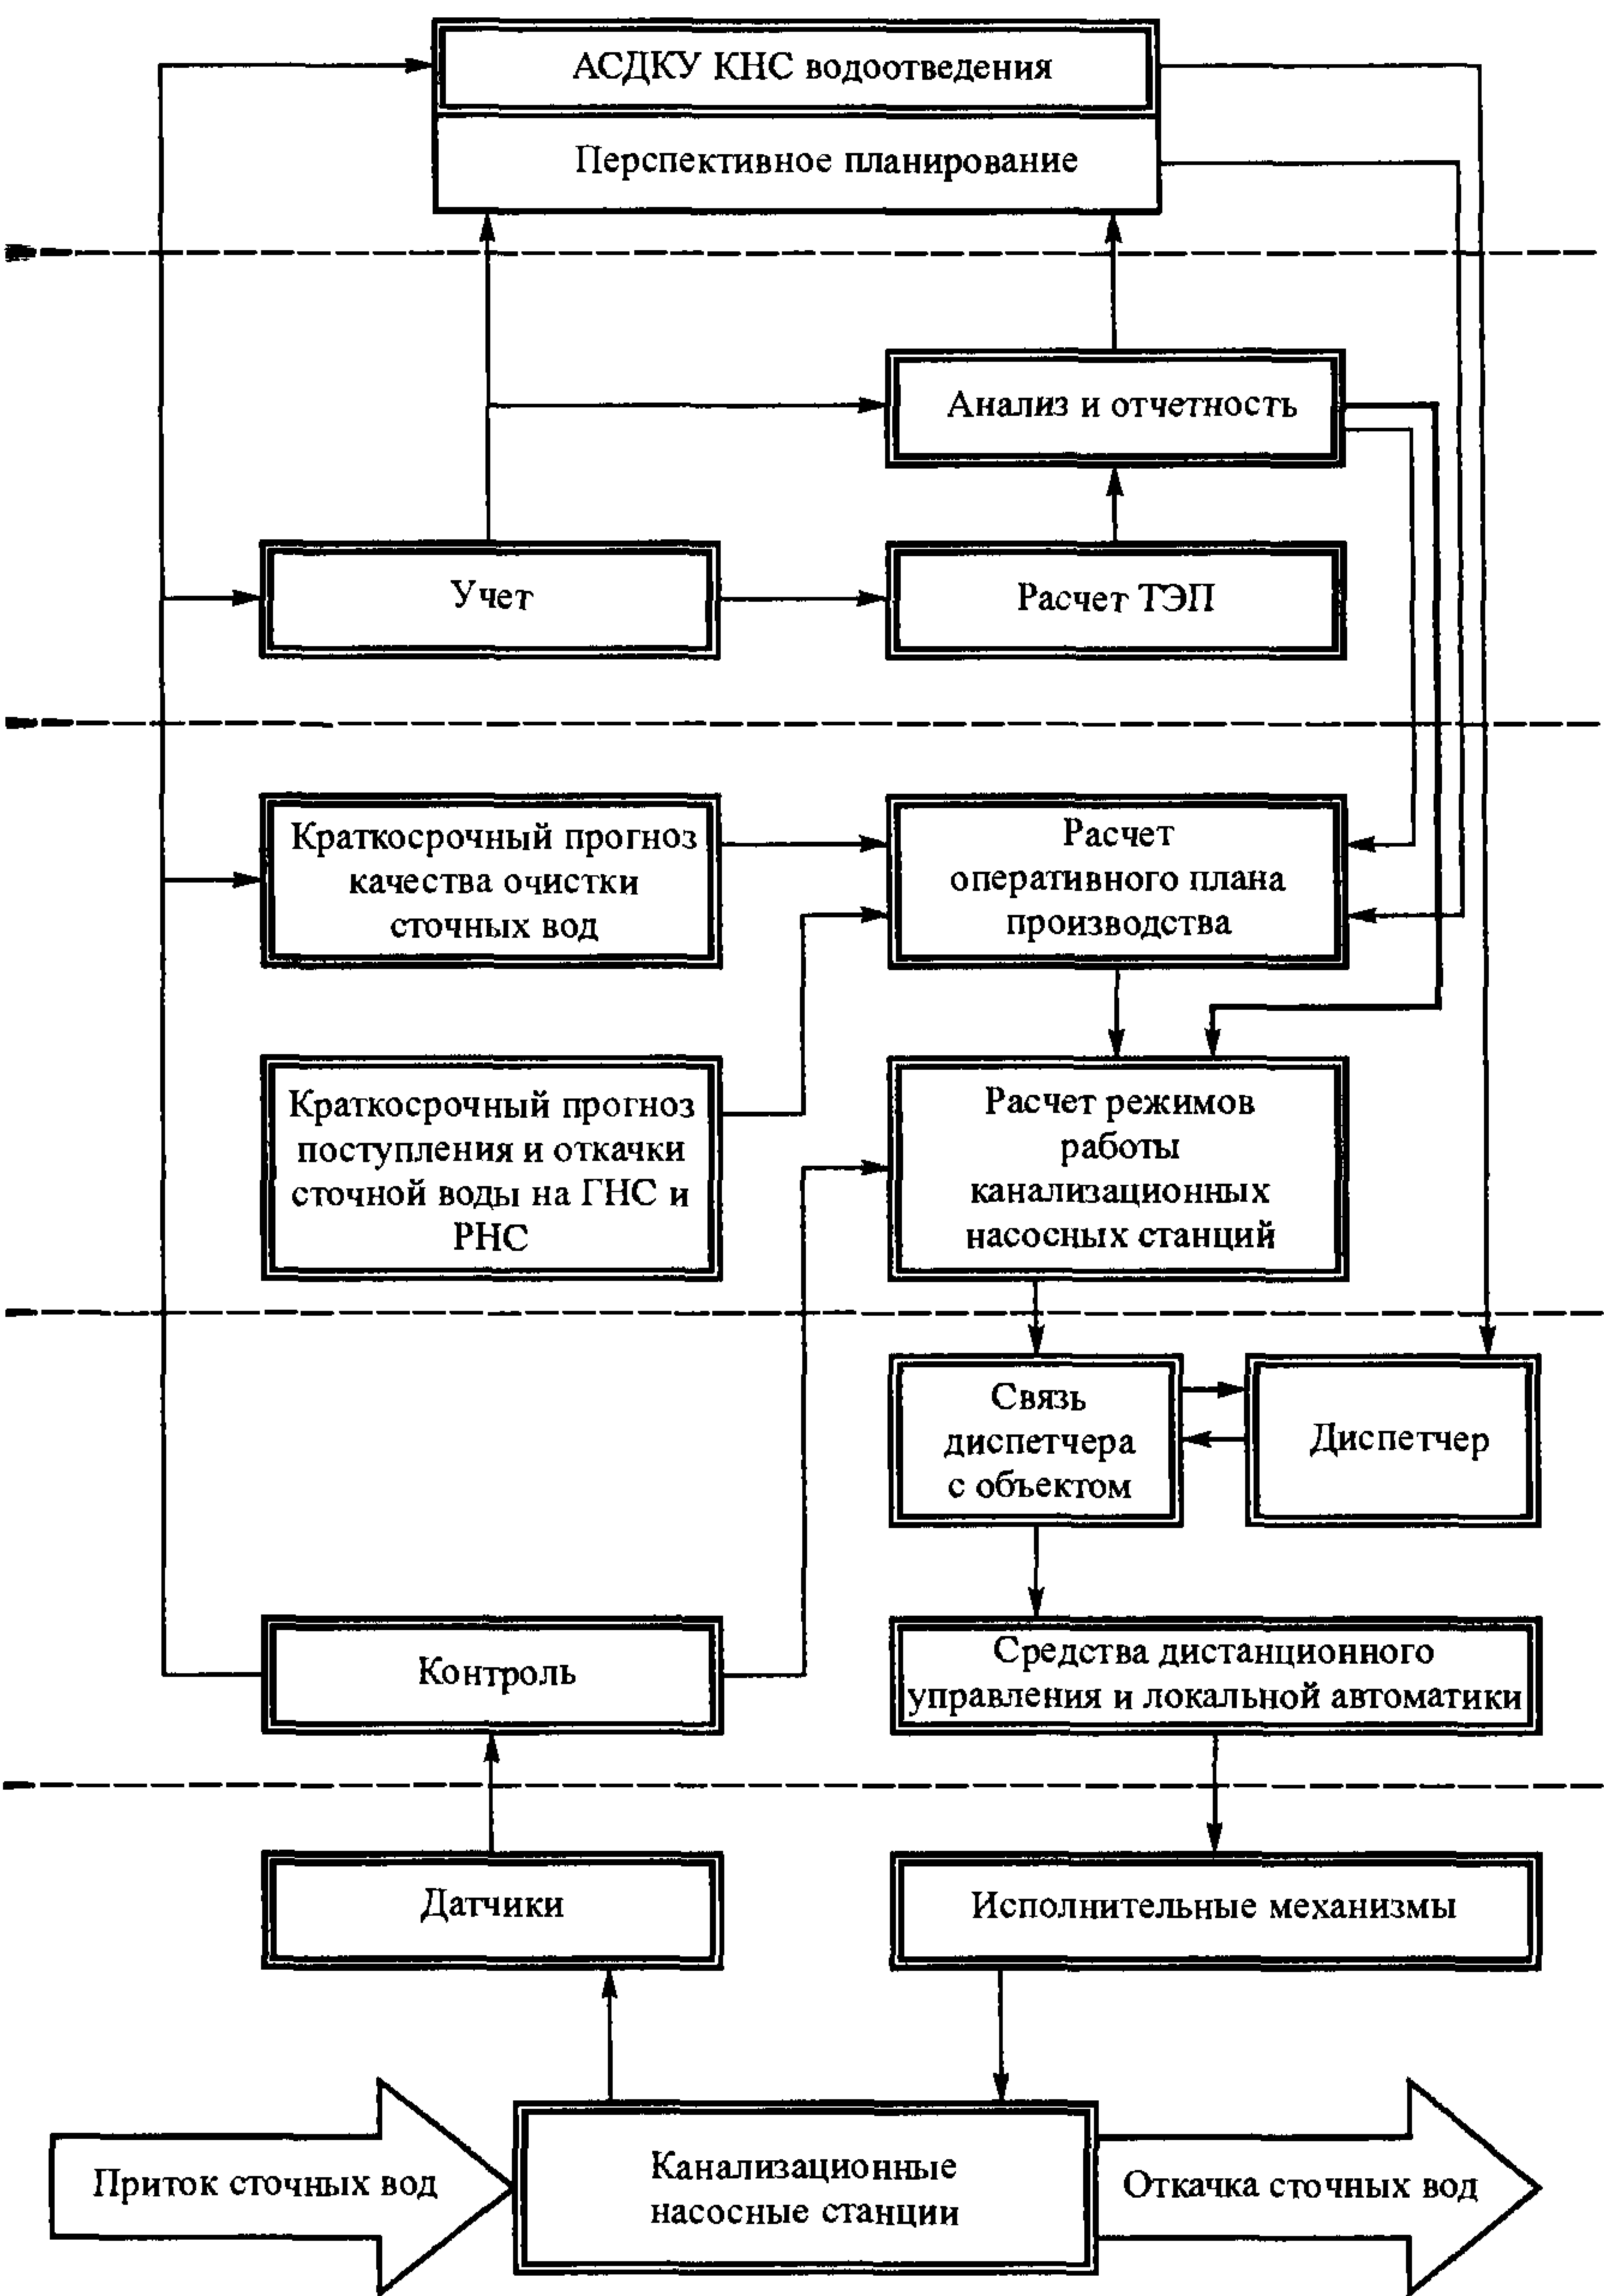 АСДКУ КНС водоотведения
Перспективное планирование
Анализ и отчетность
Учет
Расчет ТЭП
Краткосрочный прогноз
качества очистки
сточных вод
Расчет
оперативного плана
производства
Краткосрочный прогноз
поступления и откачки
сточной воды на ГНС и
РНС
Расчет режимов
работы
канализационных
насосных станций
Связь
диспетчера
с объектом
Диспетчер
Контроль
Средства дистанционного
управления и локальной автоматики
Датчики
Исполнительные механизмы
Приток сточных вод
Канализационные
насосные станции
Откачка сточных вод